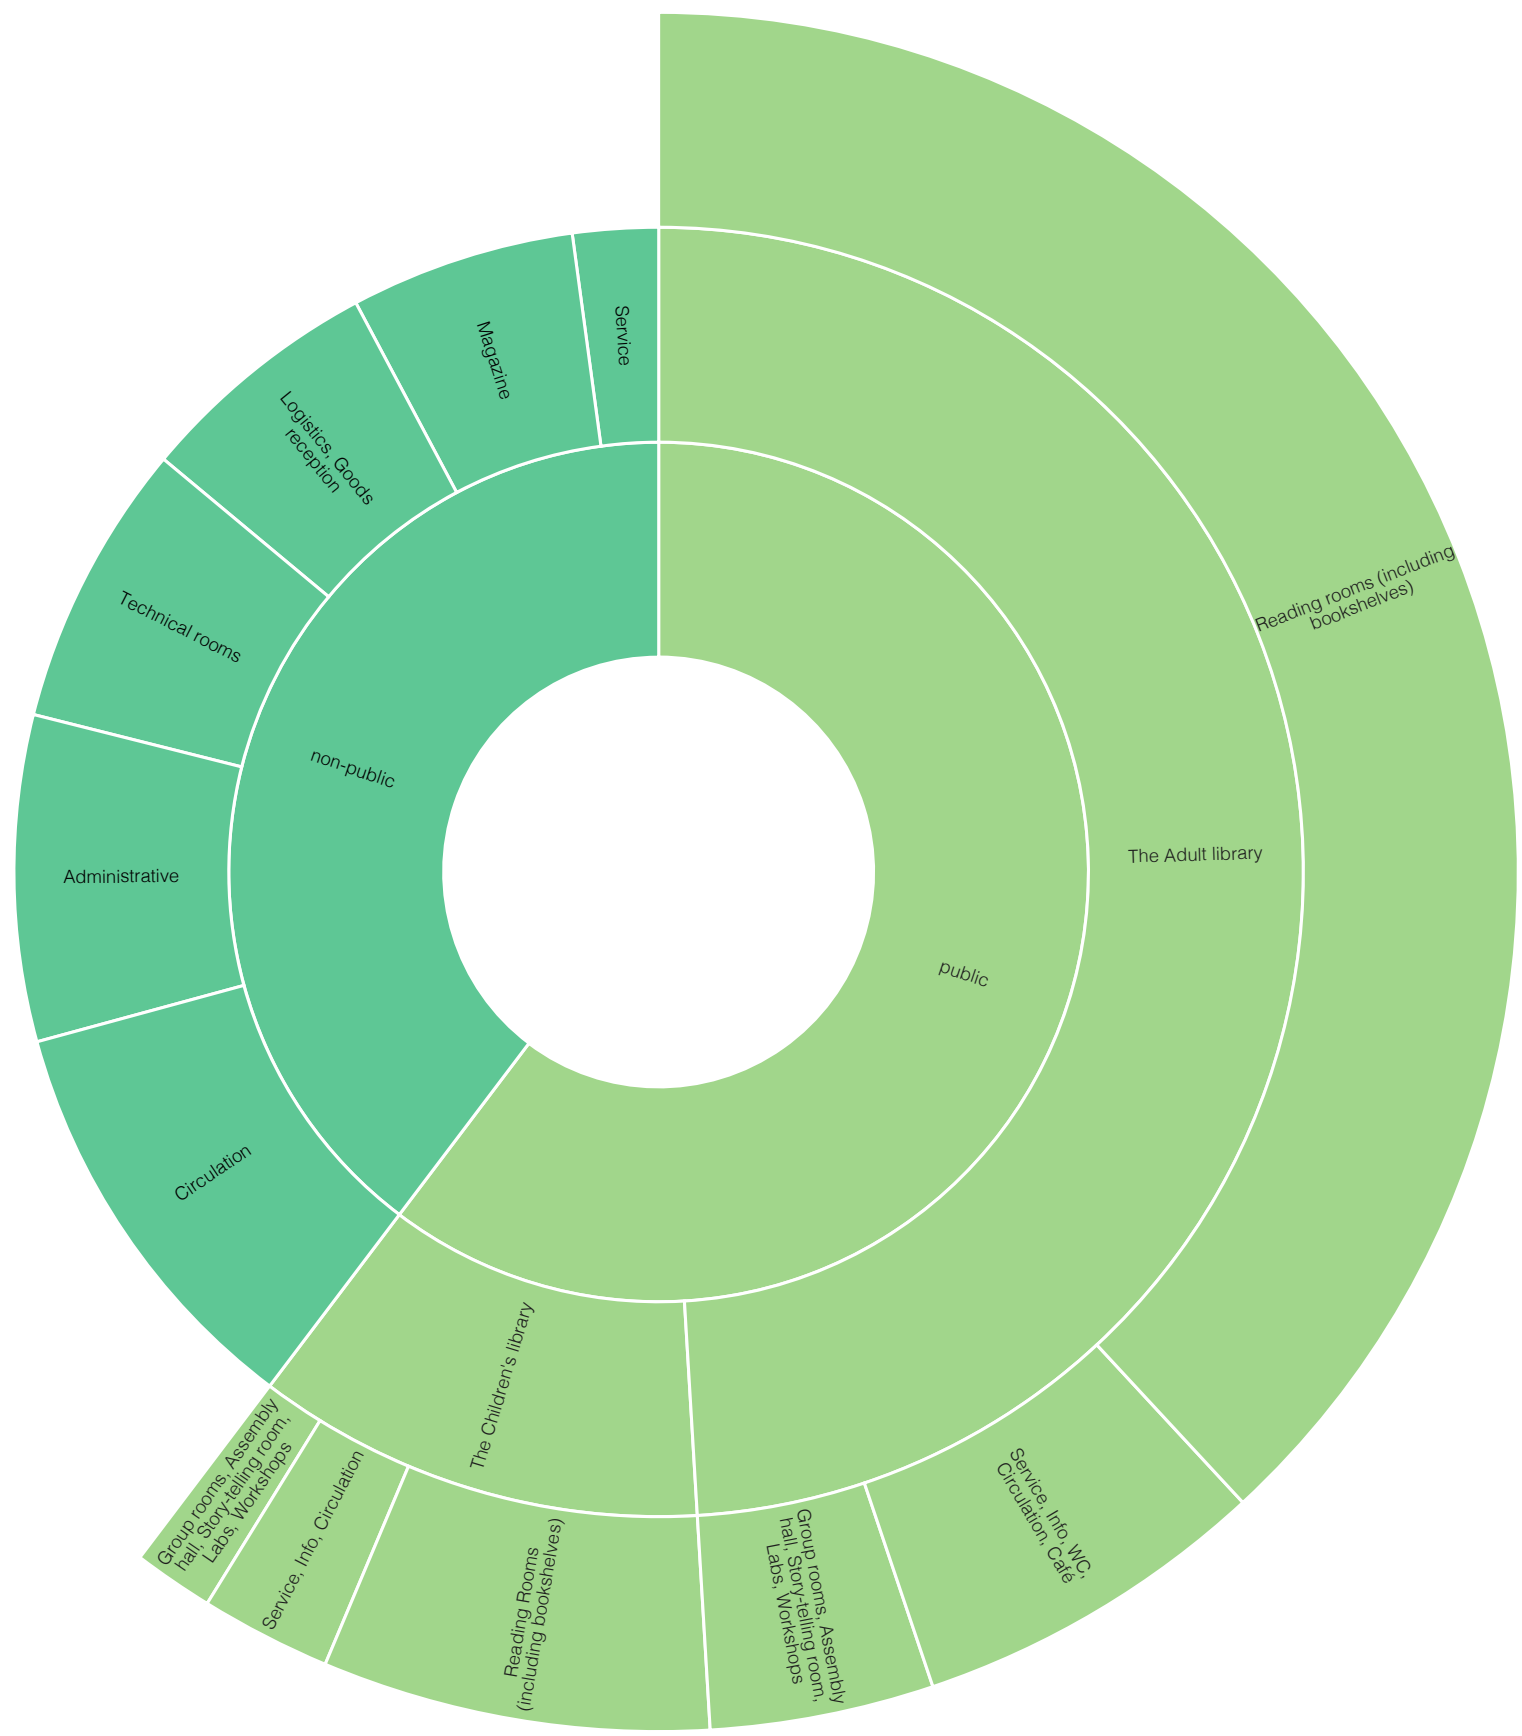 Service
Magazine
Logistics, Goods
reception
Technical rooms
Administrative
Circulation
non-public
public
The Adult library
Reading rooms (including
bookshelves)
Service, Info, WC,
Circulation, Café
Group rooms, Assembly
hall, Story-telling room,
Labs, Workshops
The Children's library
Reading Rooms
(including bookshelves)
Service, Info, Circulation
Group rooms, Assembly
hall, Story-telling room,
Labs, Workshops